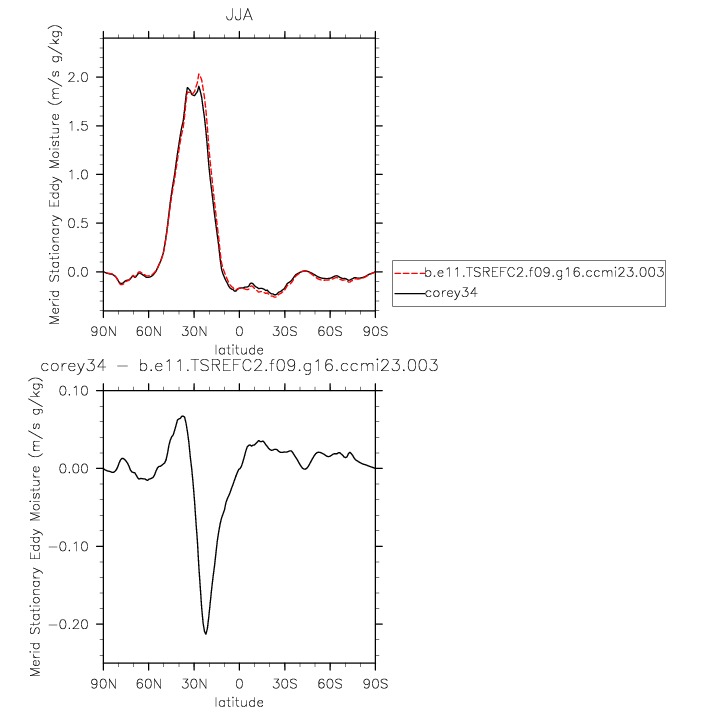 JJA
Merid Stationary Eddy Moisture (m/s g/kg)
2.0
1.5
1.0
0.5
0.0
90N 60N 30N 0 30S 60S 90S
latitude
b.e11.TSREFC2.f09.g16.ccmi23.003
corey34
corey34 − b.e11.TSREFC2.f09.g16.ccmi23.003
Merid Stationary Eddy Moisture (m/s g/kg)
0.10
0.00
−0.10
−0.20
90N 60N 30N 0 30S 60S 90S
latitude